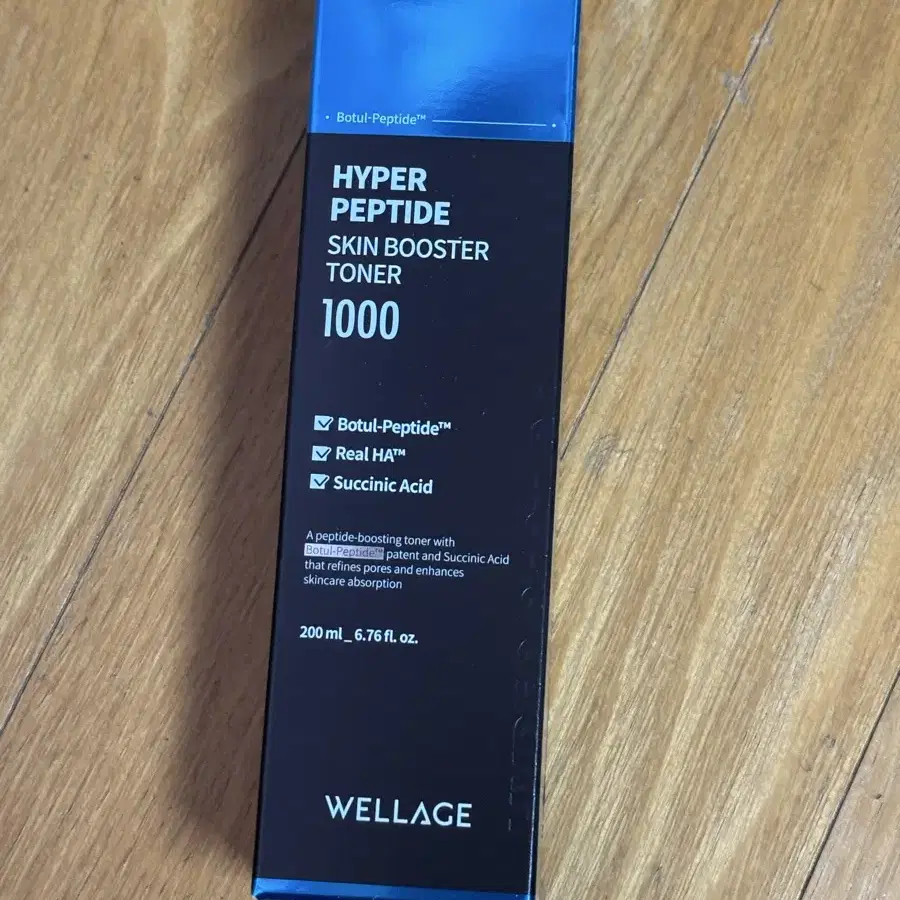 Botul-Peptide™
HYPER
PEPTIDE
SKIN BOOSTER
TONER
1000
Botul-Peptide™
Real HA™
Succinic Acid
A peptide-boosting toner with
Botul-Peptide™ patent and Succinic Acid
that refines pores and enhances
skincare absorption
200 ml _ 6.76 fl. oz.
WELLAGE